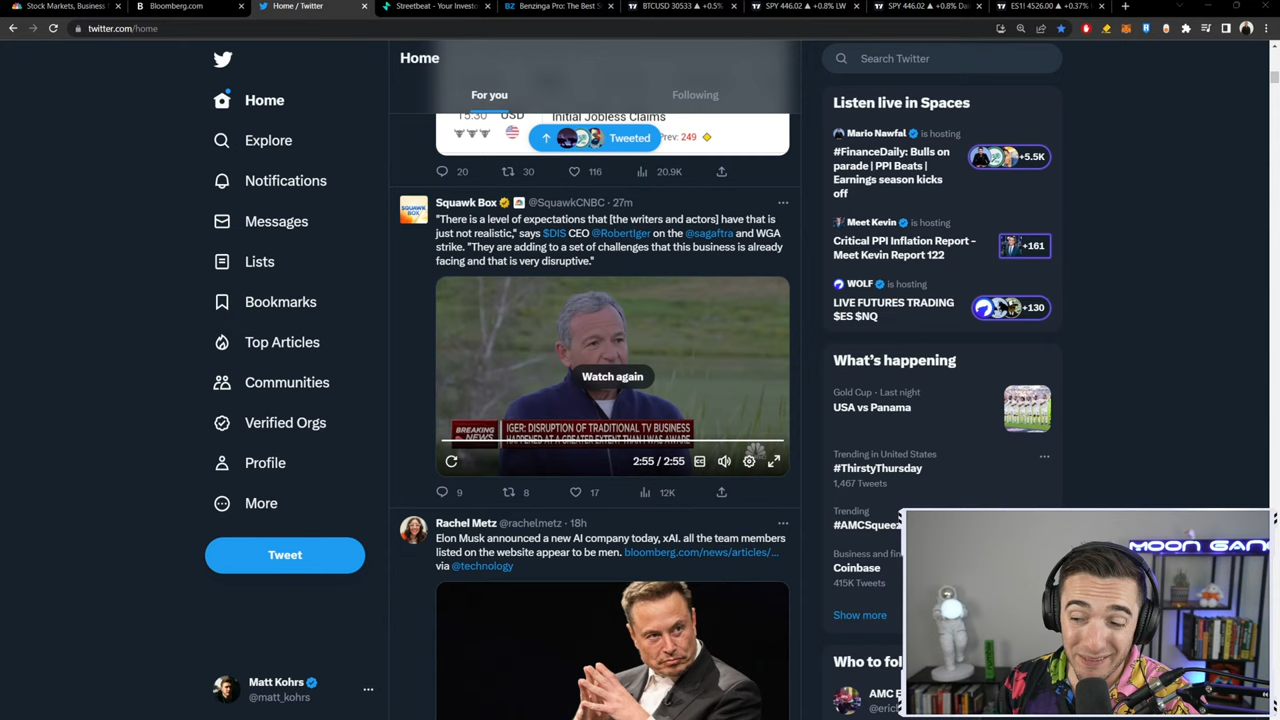 Stock Markets, Business
Bloomberg.com
Home / Twitter
Streetbeat - Your Investo
Benzinga Pro: The Best S
BTCUSD 30533 ▲ +0.5%
SPY 446.02 ▲ +0.8% LW
SPY 446.02 ▲ +0.8% Da
ES1! 4526.00 ▲ +0.37%
twitter.com/home
Home
For you
Following
Search Twitter
Home
Explore
Notifications
Messages
Lists
Bookmarks
Top Articles
Communities
Verified Orgs
Profile
More
Tweet
Matt Kohrs
@matt_kohrs
15:30 USD Initial Jobless Claims
Tweeted
Prev: 249
20 30 116 20.9K
Squawk Box @SquawkCNBC · 27m
"There is a level of expectations that [the writers and actors] have that is
just not realistic," says $DIS CEO @RobertIger on the @sagaftra and WGA
strike. "They are adding to a set of challenges that this business is already
facing and that is very disruptive."
SQUAWK
BOX
Watch again
BREAKING
NEWS
IGER: DISRUPTION OF TRADITIONAL TV BUSINESS
HAPPENED AT A GREATER EXTENT THAN I WAS AWARE
2:55 / 2:55
9 8 17 12K
Rachel Metz @rachelmetz · 18h
Elon Musk announced a new AI company today, xAI. all the team members
listed on the website appear to be men. bloomberg.com/news/articles/...
via @technology
Listen live in Spaces
Mario Nawfal is hosting
#FinanceDaily: Bulls on
parade | PPI Beats |
Earnings season kicks
off
+5.5K
Meet Kevin is hosting
Critical PPI Inflation Report -
Meet Kevin Report 122
+161
WOLF is hosting
LIVE FUTURES TRADING
$ES $NQ
+130
What's happening
Gold Cup · Last night
USA vs Panama
Trending in United States
#ThirstyThursday
1,467 Tweets
Trending
#AMCSqueez
Business and fin
Coinbase
415K Tweets
Show more
Who to fol
AMC E
@eric
MOON GANG